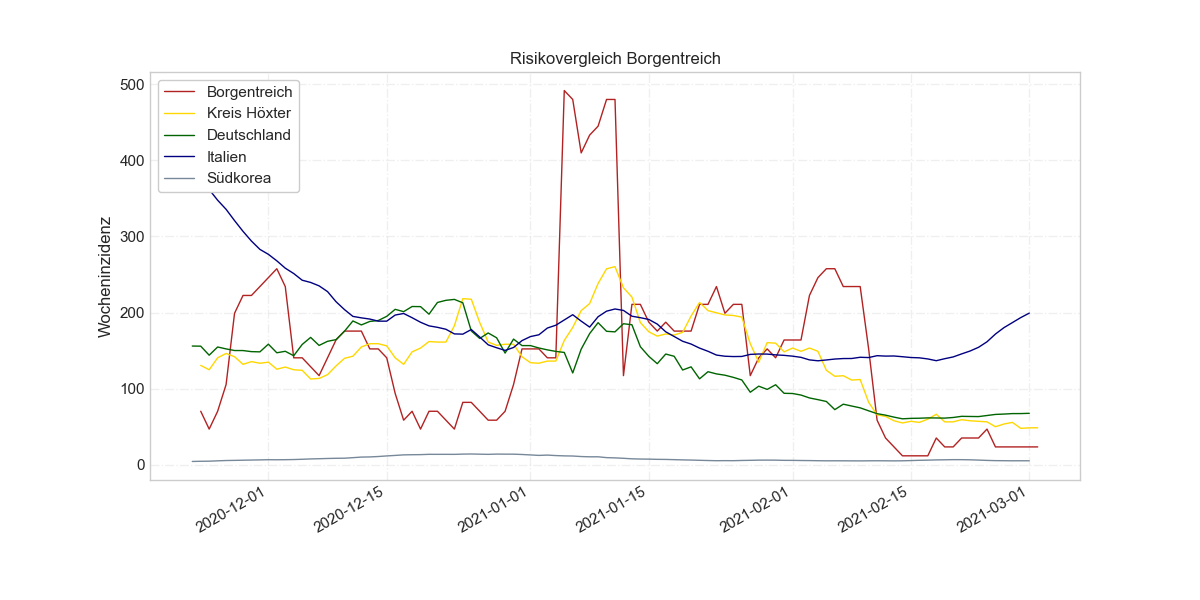 Risikovergleich Borgentreich
500
400
300
200
100
0
Wocheninzidenz
Borgentreich
Kreis Höxter
Deutschland
Italien
Südkorea
2020-12-01
2020-12-15
2021-01-01
2021-01-15
2021-02-01
2021-02-15
2021-03-01